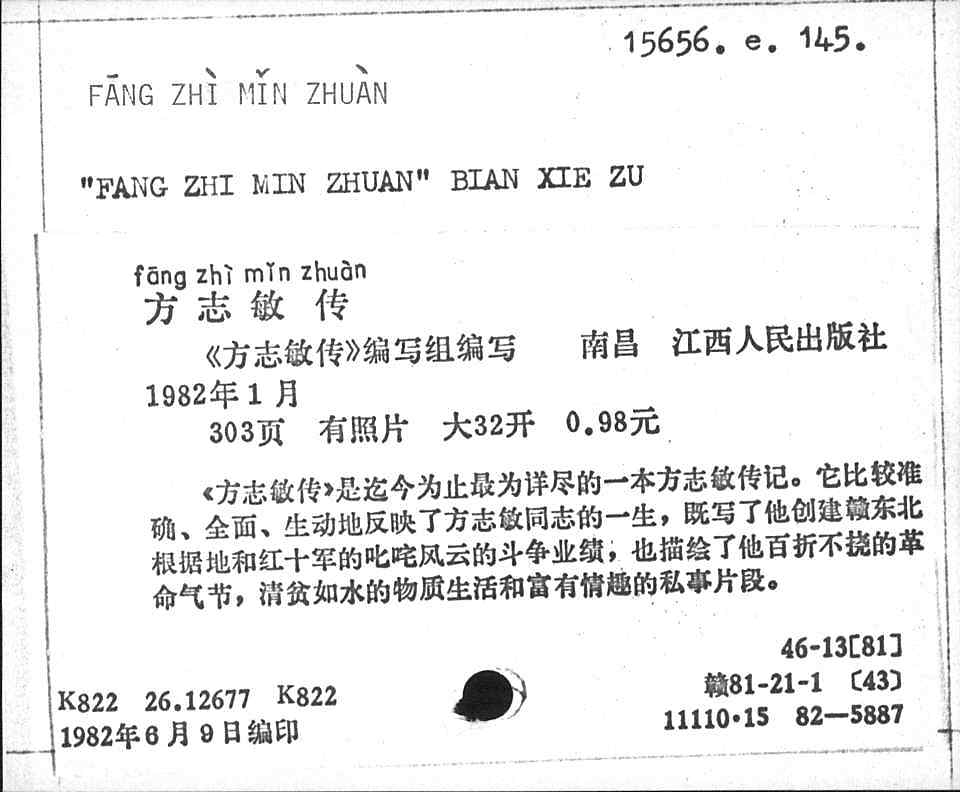 15656. e. 145.
FĀNG ZHÌ MǏN ZHUÀN
"FANG ZHI MIN ZHUAN" BIAN XIE ZU
fāng zhì mǐn zhuàn
方志敏传
《方志敏传》编写组编写 南昌 江西人民出版社
1982年1月
303页 有照片 大32开 0.98元
《方志敏传》是迄今为止最为详尽的一本方志敏传记。它比较准
确、全面、生动地反映了方志敏同志的一生，既写了他创建赣东北
根据地和红十军的叱咤风云的斗争业绩；也描绘了他百折不挠的革
命气节，清贫如水的物质生活和富有情趣的私事片段。
46-13〔81〕
K822 26.12677 K822
赣81-21-1 〔43〕
1982年6月9日编印
11110·15 82—5887